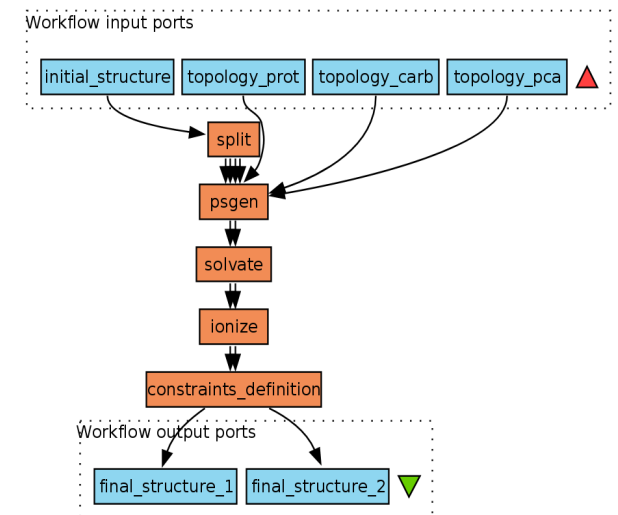 Workflow input ports
initial_structure
topology_prot
topology_carb
topology_pca
split
psgen
solvate
ionize
constraints_definition
Workflow output ports
final_structure_1
final_structure_2